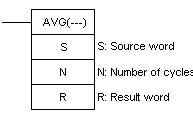 AVG(---)
S S: Source word
N N: Number of cycles
R R: Result word